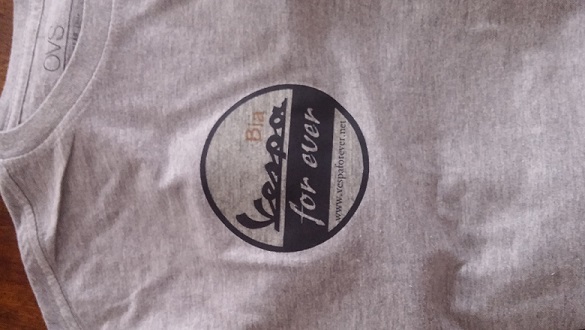 OVS
Bia
Vespa
for ever
www.vespaforever.net